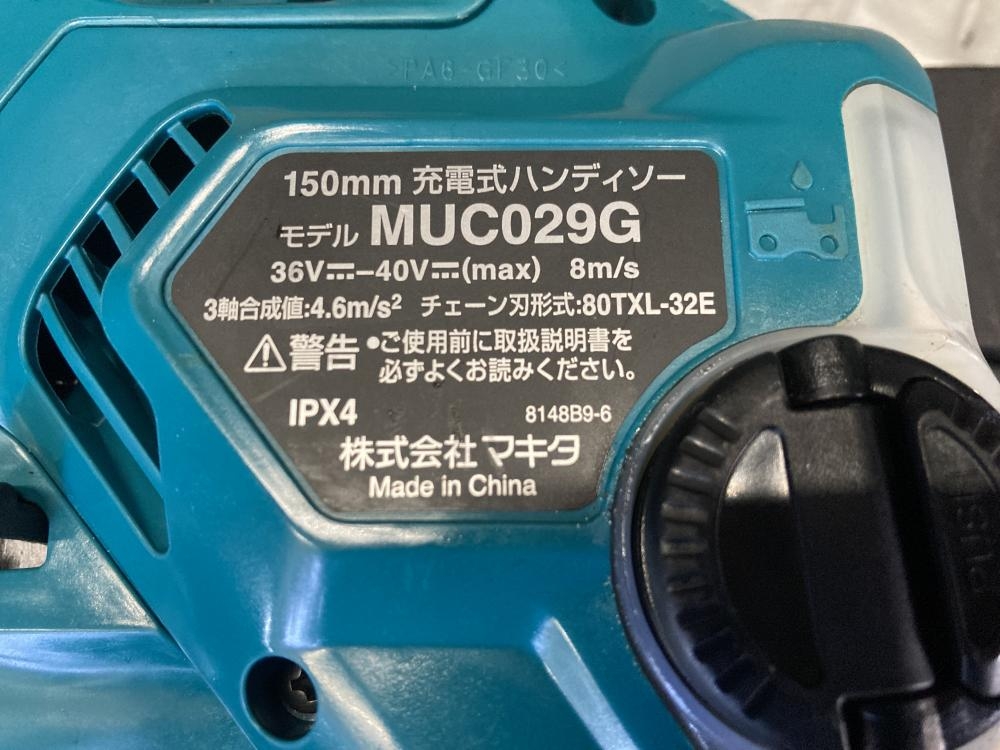 >PA6-GF30<
150mm 充電式ハンディソー
モデル MUC029G
36V⎓-40V⎓(max) 8m/s
3軸合成値:4.6m/s² チェーン刃形式:80TXL-32E
⚠警告 •ご使用前に取扱説明書を
必ずよくお読みください。
IPX4 8148B9-6
株式会社 マキタ
Made in China